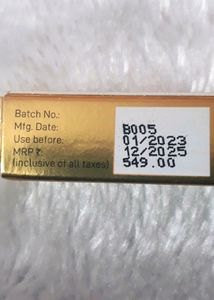 Batch No.: B005
Mfg. Date: 01/2023
Use before: 12/2025
MRP ₹: 549.00
(inclusive of all taxes)